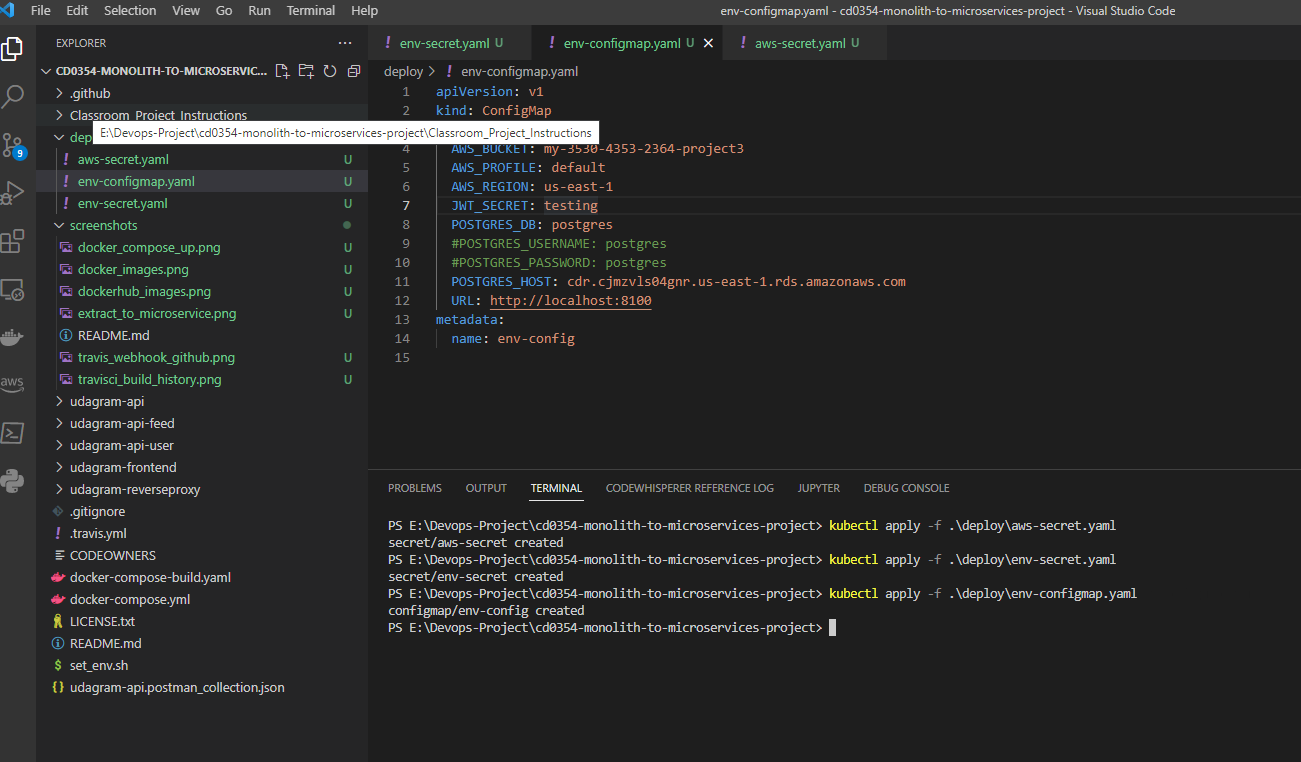 File Edit Selection View Go Run Terminal Help
env-configmap.yaml - cd0354-monolith-to-microservices-project - Visual Studio Code
EXPLORER
CD0354-MONOLITH-TO-MICROSERVIC...
.github
Classroom_Project_Instructions
E:\Devops-Project\cd0354-monolith-to-microservices-project\Classroom_Project_Instructions
dep
! aws-secret.yaml U
! env-configmap.yaml U
! env-secret.yaml U
screenshots
docker_compose_up.png U
docker_images.png U
dockerhub_images.png U
extract_to_microservice.png U
README.md
travis_webhook_github.png U
travisci_build_history.png U
udagram-api
udagram-api-feed
udagram-api-user
udagram-frontend
udagram-reverseproxy
.gitignore
! .travis.yml
CODEOWNERS
docker-compose-build.yaml
docker-compose.yml
LICENSE.txt
README.md
$ set_env.sh
{} udagram-api.postman_collection.json
9
aws
! env-secret.yaml U
! env-configmap.yaml U
! aws-secret.yaml U
deploy > ! env-configmap.yaml
1 apiVersion: v1
2 kind: ConfigMap
4 AWS_BUCKET: my-3530-4353-2364-project3
5 AWS_PROFILE: default
6 AWS_REGION: us-east-1
7 JWT_SECRET: testing
8 POSTGRES_DB: postgres
9 #POSTGRES_USERNAME: postgres
10 #POSTGRES_PASSWORD: postgres
11 POSTGRES_HOST: cdr.cjmzvls04gnr.us-east-1.rds.amazonaws.com
12 URL: http://localhost:8100
13 metadata:
14 name: env-config
15
PROBLEMS OUTPUT TERMINAL CODEWHISPERER REFERENCE LOG JUPYTER DEBUG CONSOLE
PS E:\Devops-Project\cd0354-monolith-to-microservices-project> kubectl apply -f .\deploy\aws-secret.yaml
secret/aws-secret created
PS E:\Devops-Project\cd0354-monolith-to-microservices-project> kubectl apply -f .\deploy\env-secret.yaml
secret/env-secret created
PS E:\Devops-Project\cd0354-monolith-to-microservices-project> kubectl apply -f .\deploy\env-configmap.yaml
configmap/env-config created
PS E:\Devops-Project\cd0354-monolith-to-microservices-project>